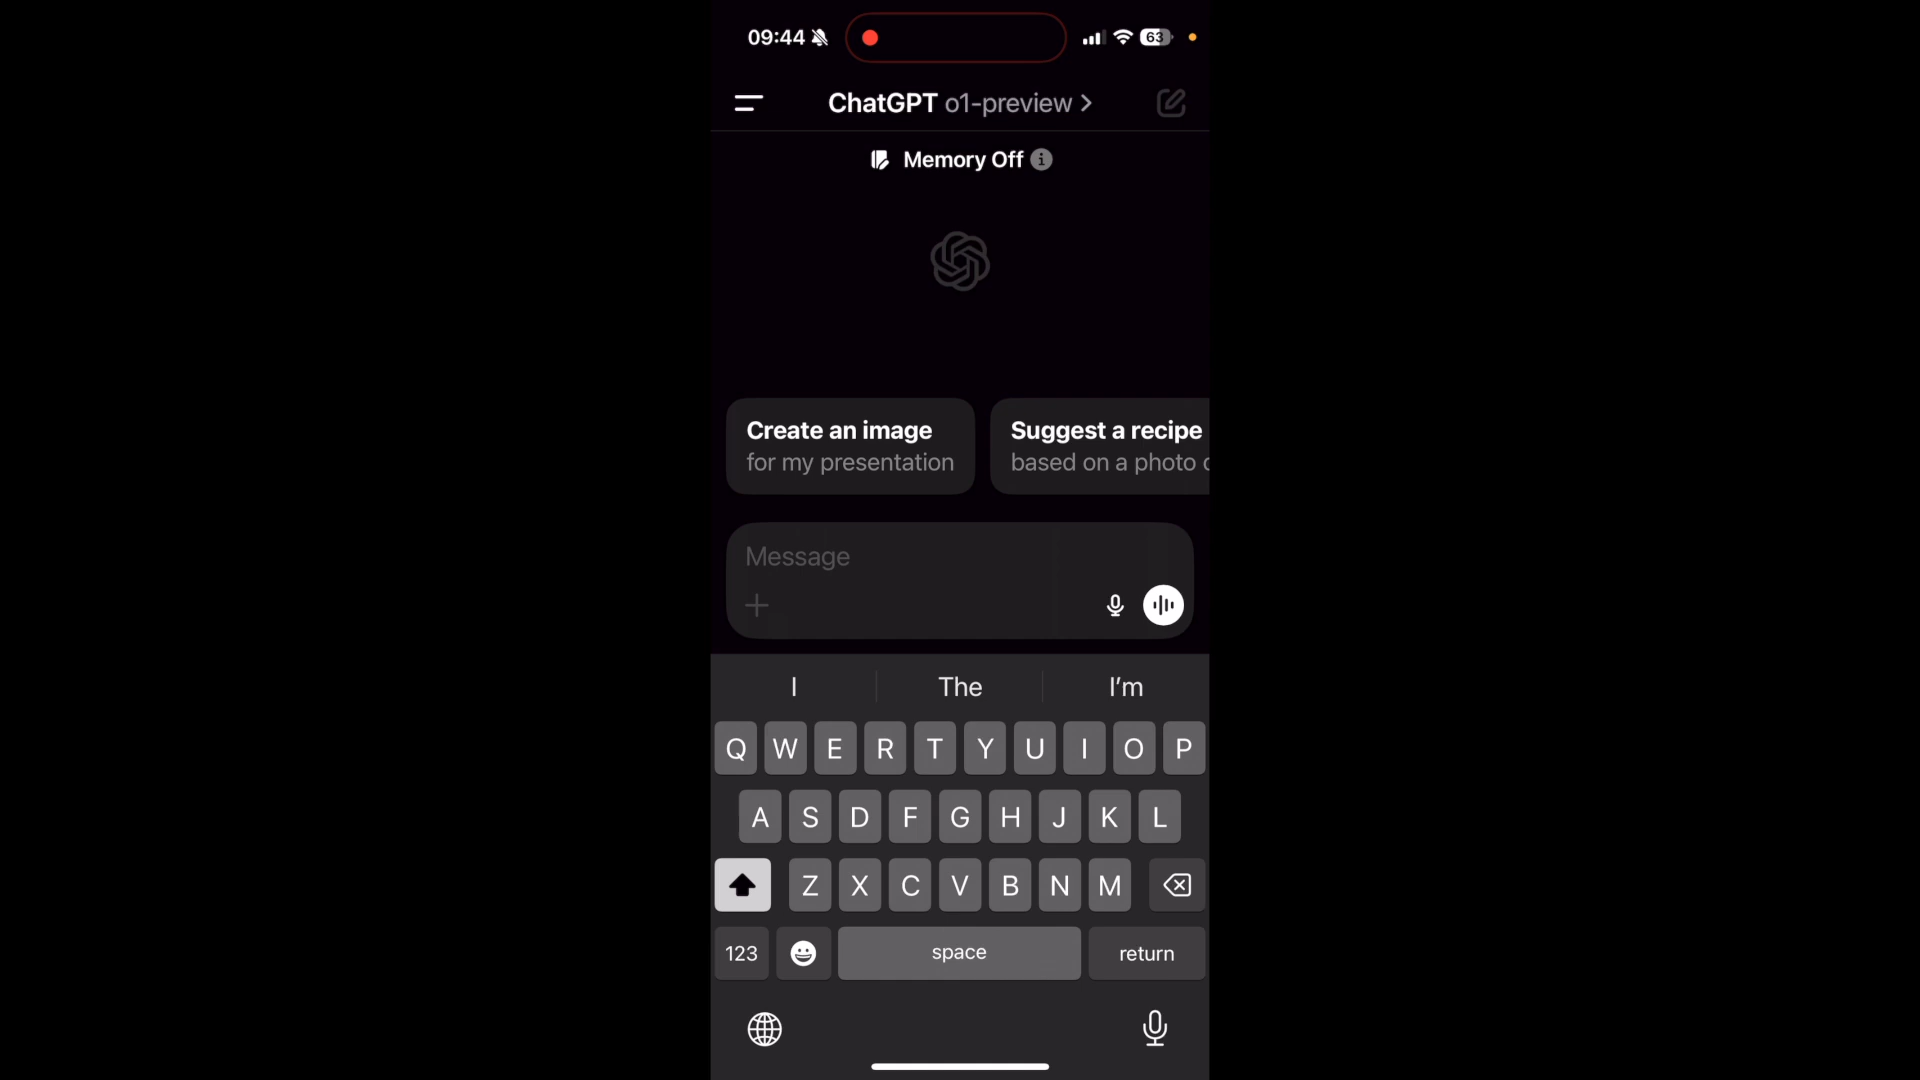 09:44 63
ChatGPT o1-preview >
Memory Off
Create an image
for my presentation
Suggest a recipe
based on a photo
Message
I The I'm
Q W E R T Y U I O P
A S D F G H J K L
Z X C V B N M
123 space return